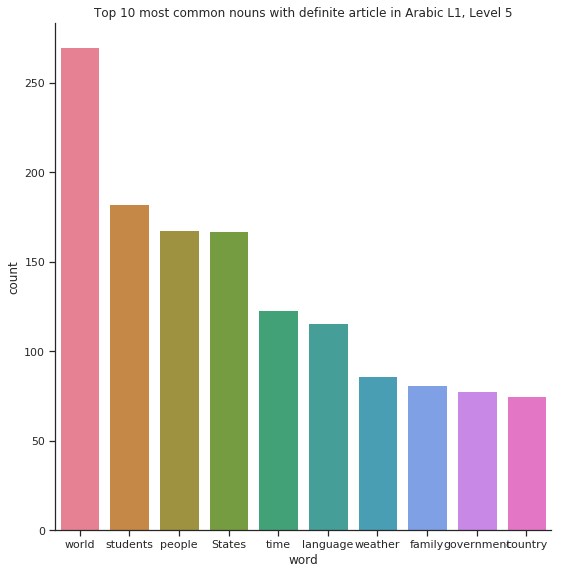 Top 10 most common nouns with definite article in Arabic L1, Level 5
250
200
150
100
50
0
count
world students people States time language weather family government country
word